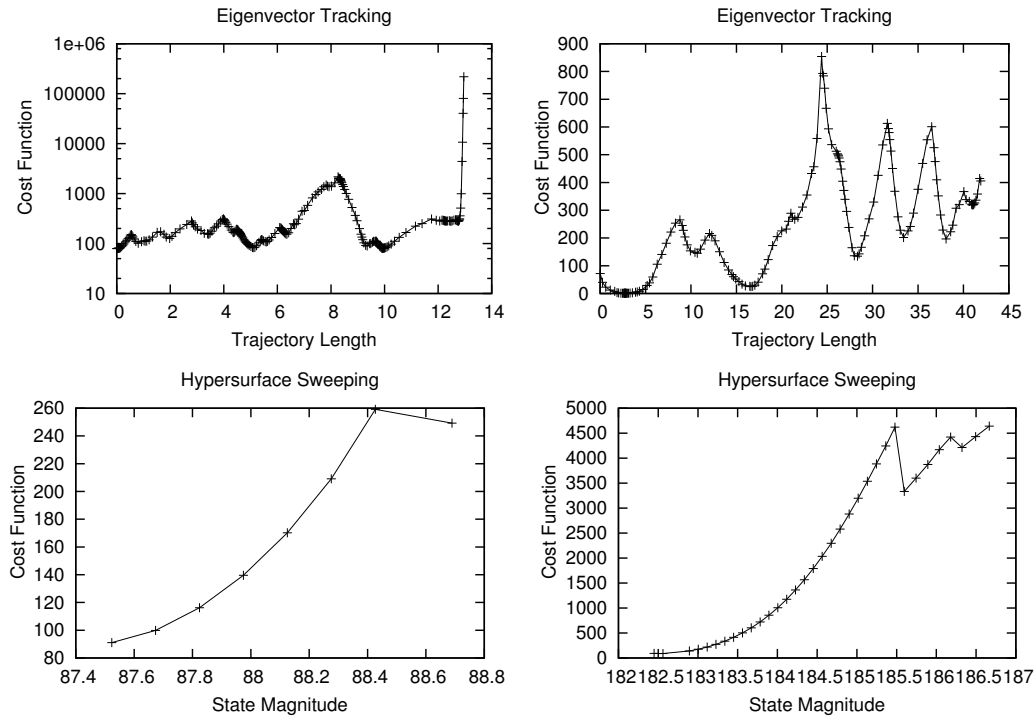 Eigenvector Tracking
1e+06
100000
10000
1000
100
10
0 2 4 6 8 10 12 14
Cost Function
Trajectory Length
Eigenvector Tracking
900
800
700
600
500
400
300
200
100
0
0 5 10 15 20 25 30 35 40 45
Cost Function
Trajectory Length
Hypersurface Sweeping
260
240
220
200
180
160
140
120
100
80
87.4 87.6 87.8 88 88.2 88.4 88.6 88.8
Cost Function
State Magnitude
Hypersurface Sweeping
5000
4500
4000
3500
3000
2500
2000
1500
1000
500
0
182 182.5 183 183.5 184 184.5 185 185.5 186 186.5 187
Cost Function
State Magnitude